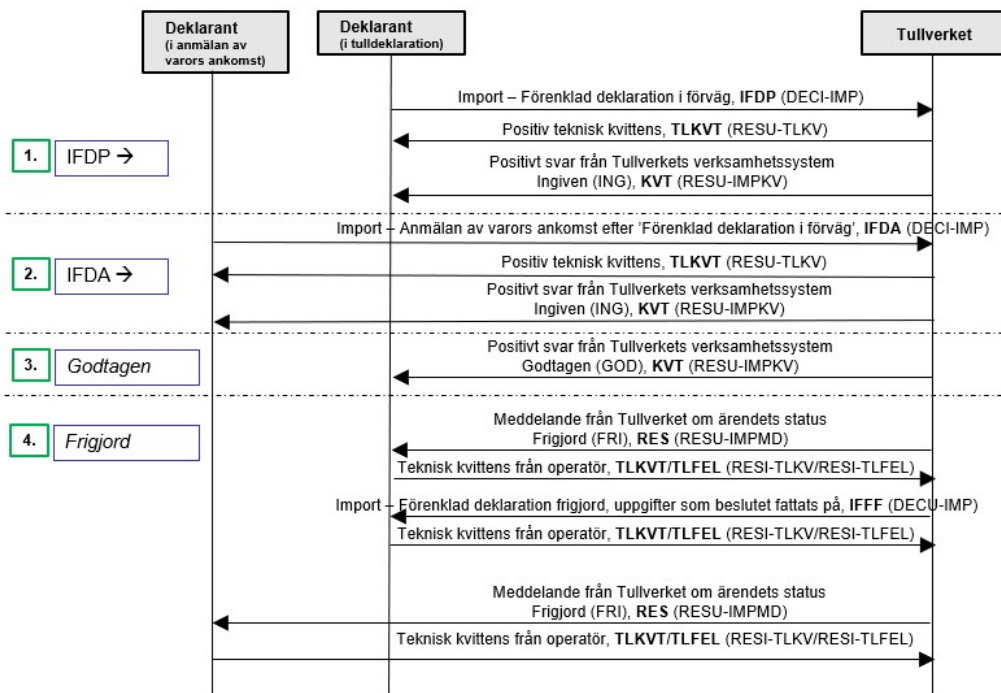 Deklarant
(i anmälan av
varors ankomst)
Deklarant
(i tulldeklaration)
Tullverket
Import – Förenklad deklaration i förväg, IFDP (DECI-IMP)
Positiv teknisk kvittens, TLKVT (RESU-TLKV)
1.
IFDP →
Positivt svar från Tullverkets verksamhetssystem
Ingiven (ING), KVT (RESU-IMPKV)
Import – Anmälan av varors ankomst efter 'Förenklad deklaration i förväg', IFDA (DECI-IMP)
2.
IFDA →
Positiv teknisk kvittens, TLKVT (RESU-TLKV)
Positivt svar från Tullverkets verksamhetssystem
Ingiven (ING), KVT (RESU-IMPKV)
3.
Godtagen
Positivt svar från Tullverkets verksamhetssystem
Godtagen (GOD), KVT (RESU-IMPKV)
4.
Frigjord
Meddelande från Tullverket om ärendets status
Frigjord (FRI), RES (RESU-IMPMD)
Teknisk kvittens från operatör, TLKVT/TLFEL (RESI-TLKV/RESI-TLFEL)
Import – Förenklad deklaration frigjord, uppgifter som beslutet fattats på, IFFF (DECU-IMP)
Teknisk kvittens från operatör, TLKVT/TLFEL (RESI-TLKV/RESI-TLFEL)
Meddelande från Tullverket om ärendets status
Frigjord (FRI), RES (RESU-IMPMD)
Teknisk kvittens från operatör, TLKVT/TLFEL (RESI-TLKV/RESI-TLFEL)